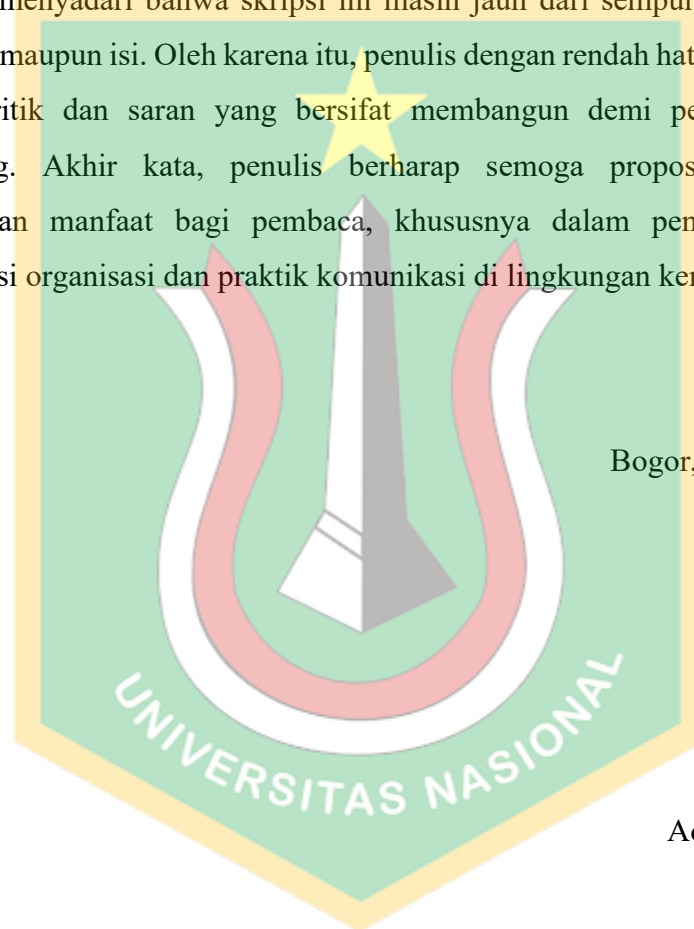 menyadari bahwa skripsi ini masih jauh dari sempur
maupun isi. Oleh karena itu, penulis dengan rendah hat
itik dan saran yang bersifat membangun demi pe
g. Akhir kata, penulis berharap semoga propos
an manfaat bagi pembaca, khususnya dalam pen
si organisasi dan praktik komunikasi di lingkungan ker
Bogor,
UNIVERSITAS NASIONAL
Ad